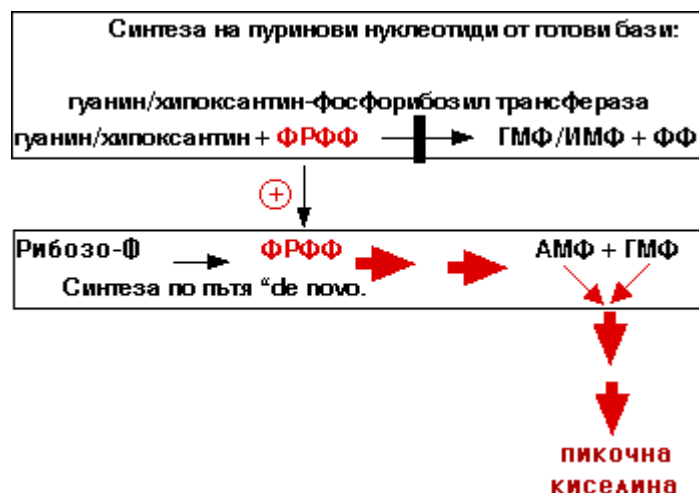 Синтеза на пуринови нуклеотиди от готови бази:
гуанин/хипоксантин-фосфорибозил трансфераза
гуанин/хипоксантин + ФРФФ ГМФ/ИМФ + ФФ
+
Рибозо-Ф ФРФФ АМФ + ГМФ
Синтеза по пътя “de novo.
пикочна
киселина